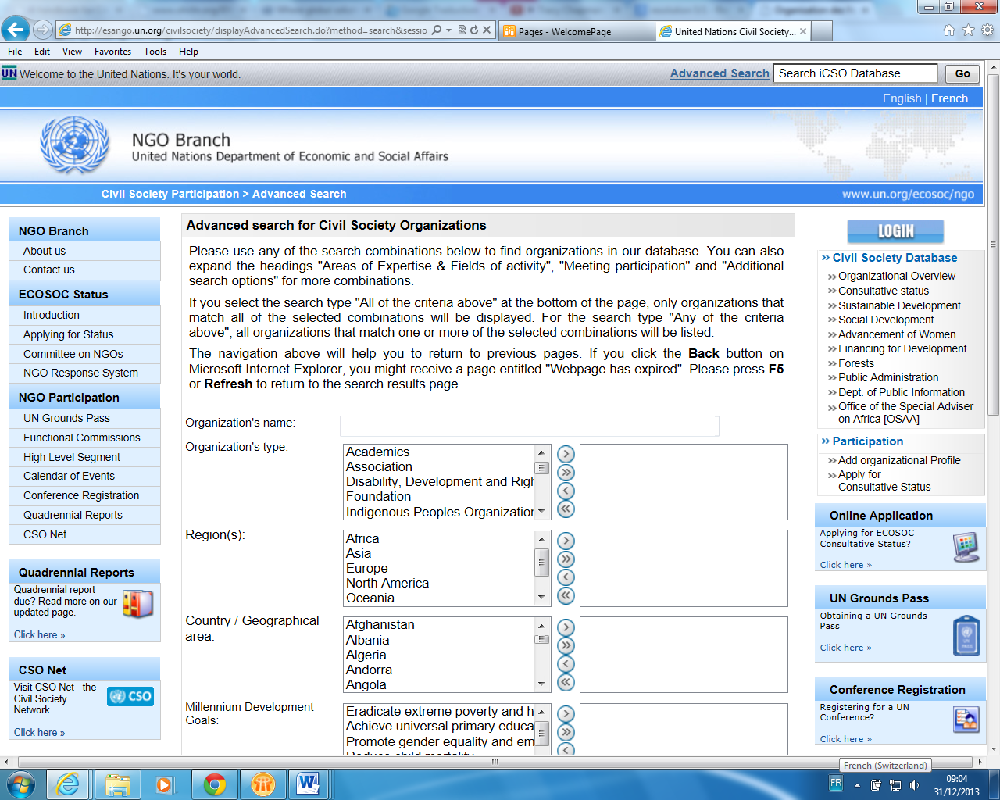 http://esango.un.org/civilsociety/displayAdvancedSearch.do?method=search&sessio
Pages - WelcomePage
United Nations Civil Society...
File Edit View Favorites Tools Help
UN Welcome to the United Nations. It's your world.
Advanced Search
Search iCSO Database
Go
English | French
NGO Branch
United Nations Department of Economic and Social Affairs
Civil Society Participation > Advanced Search
www.un.org/ecosoc/ngo
NGO Branch
About us
Contact us
ECOSOC Status
Introduction
Applying for Status
Committee on NGOs
NGO Response System
NGO Participation
UN Grounds Pass
Functional Commissions
High Level Segment
Calendar of Events
Conference Registration
Quadrennial Reports
CSO Net
Quadrennial Reports
Quadrennial report
due? Read more on our
updated page.
Click here »
CSO Net
Visit CSO Net - the
Civil Society
Network
CSO
Click here »
Advanced search for Civil Society Organizations
Please use any of the search combinations below to find organizations in our database. You can also
expand the headings "Areas of Expertise & Fields of activity", "Meeting participation" and "Additional
search options" for more combinations.
If you select the search type "All of the criteria above" at the bottom of the page, only organizations that
match all of the selected combinations will be displayed. For the search type "Any of the criteria
above", all organizations that match one or more of the selected combinations will be listed.
The navigation above will help you to return to previous pages. If you click the Back button on
Microsoft Internet Explorer, you might receive a page entitled "Webpage has expired". Please press F5
or Refresh to return to the search results page.
Organization's name:
Organization's type:
Academics
Association
Disability, Development and Righ
Foundation
Indigenous Peoples Organization
Region(s):
Africa
Asia
Europe
North America
Oceania
Country / Geographical
area:
Afghanistan
Albania
Algeria
Andorra
Angola
Millennium Development
Goals:
Eradicate extreme poverty and h
Achieve universal primary educa
Promote gender equality and em
Reduce child mortality
LOGIN
» Civil Society Database
» Organizational Overview
» Consultative status
» Sustainable Development
» Social Development
» Advancement of Women
» Financing for Development
» Forests
» Public Administration
» Dept. of Public Information
» Office of the Special Adviser
on Africa [OSAA]
» Participation
» Add organizational Profile
» Apply for
Consultative Status
Online Application
Applying for ECOSOC
Consultative Status?
Click here »
UN Grounds Pass
Obtaining a UN Grounds
Pass
Click here »
Conference Registration
Registering for a UN
Conference?
Click here »
French (Switzerland)
FR
09:04
31/12/2013